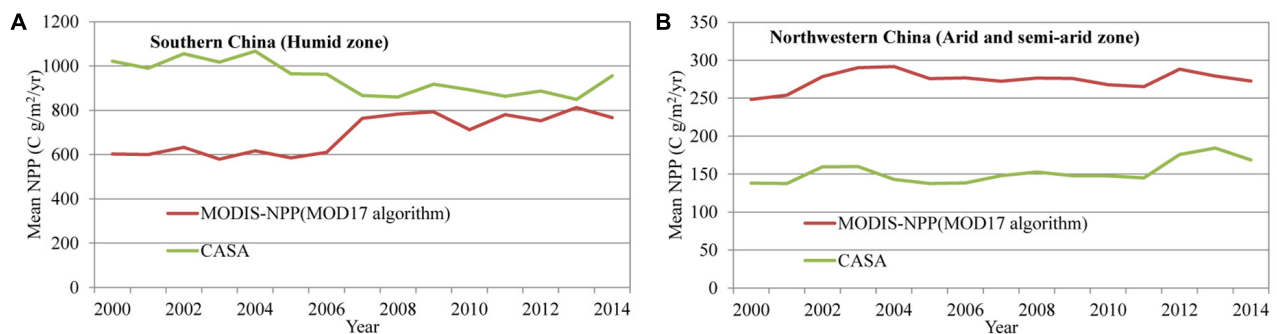 A
Southern China (Humid zone)
Mean NPP (C g/m²/yr)
1200
1000
800
600
400
200
0
MODIS-NPP(MOD17 algorithm)
CASA
2000 2002 2004 2006 2008 2010 2012 2014
Year
B
Northwestern China (Arid and semi-arid zone)
Mean NPP (C g/m²/yr)
350
300
250
200
150
100
50
0
MODIS-NPP(MOD17 algorithm)
CASA
2000 2002 2004 2006 2008 2010 2012 2014
Year